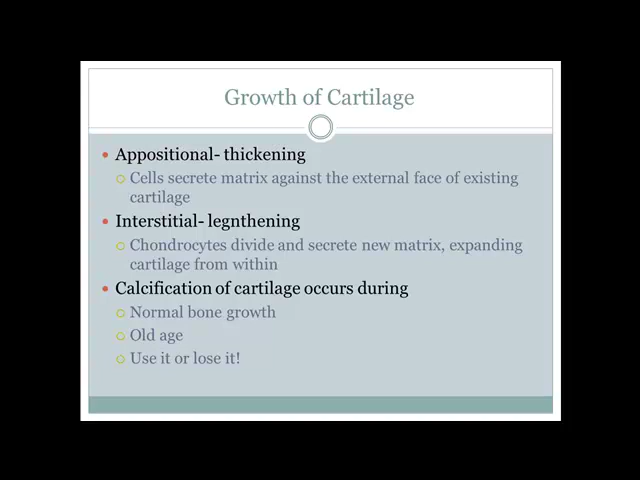 Growth of Cartilage
Appositional- thickening
Cells secrete matrix against the external face of existing
cartilage
Interstitial- legnthening
Chondrocytes divide and secrete new matrix, expanding
cartilage from within
Calcification of cartilage occurs during
Normal bone growth
Old age
Use it or lose it!